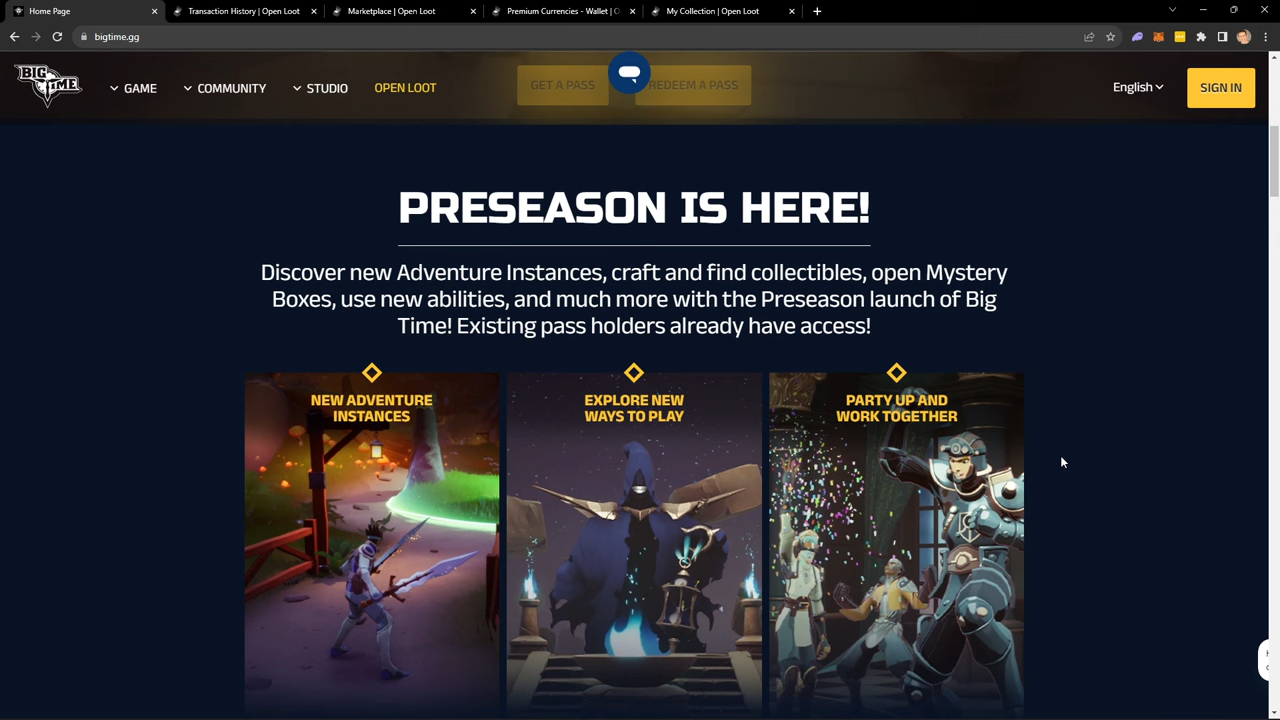 Home Page
Transaction History | Open Loot
Marketplace | Open Loot
Premium Currencies - Wallet | O
My Collection | Open Loot
bigtime.gg
BIG TIME
GAME
COMMUNITY
STUDIO
OPEN LOOT
GET A PASS
REDEEM A PASS
English
SIGN IN
PRESEASON IS HERE!
Discover new Adventure Instances, craft and find collectibles, open Mystery
Boxes, use new abilities, and much more with the Preseason launch of Big
Time! Existing pass holders already have access!
NEW ADVENTURE
INSTANCES
EXPLORE NEW
WAYS TO PLAY
PARTY UP AND
WORK TOGETHER